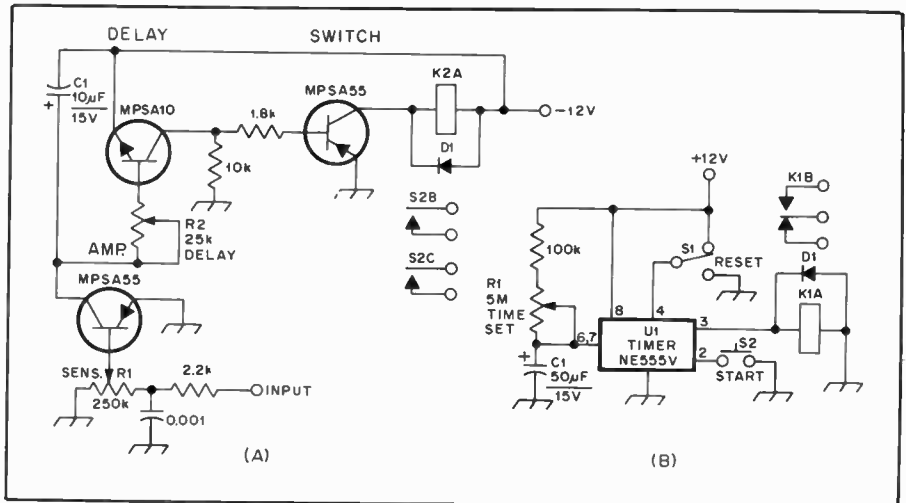 (A)
DELAY
SWITCH
C1
10µF
15V
+
MPSA10
1.8k
MPSA55
K2A
D1
-12V
10k
R2
25k
DELAY
AMP.
MPSA55
SENS.
R1
250k
2.2k
INPUT
0.001
S2B
S2C
(A)
+12V
K1B
100k
S1
RESET
D1
R1
5M
TIME
SET
8
4
6,7
U1
TIMER
NE555V
3
K1A
2
S2
START
+
C1
50µF
15V
(B)
(B)